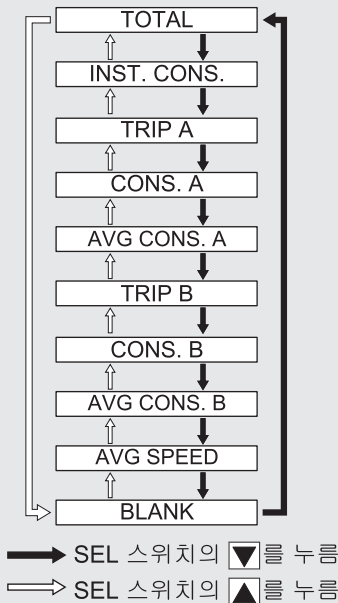 TOTAL
INST. CONS.
TRIP A
CONS. A
AVG CONS. A
TRIP B
CONS. B
AVG CONS. B
AVG SPEED
BLANK
SEL 스위치의 ▼를 누름
SEL 스위치의 ▲를 누름